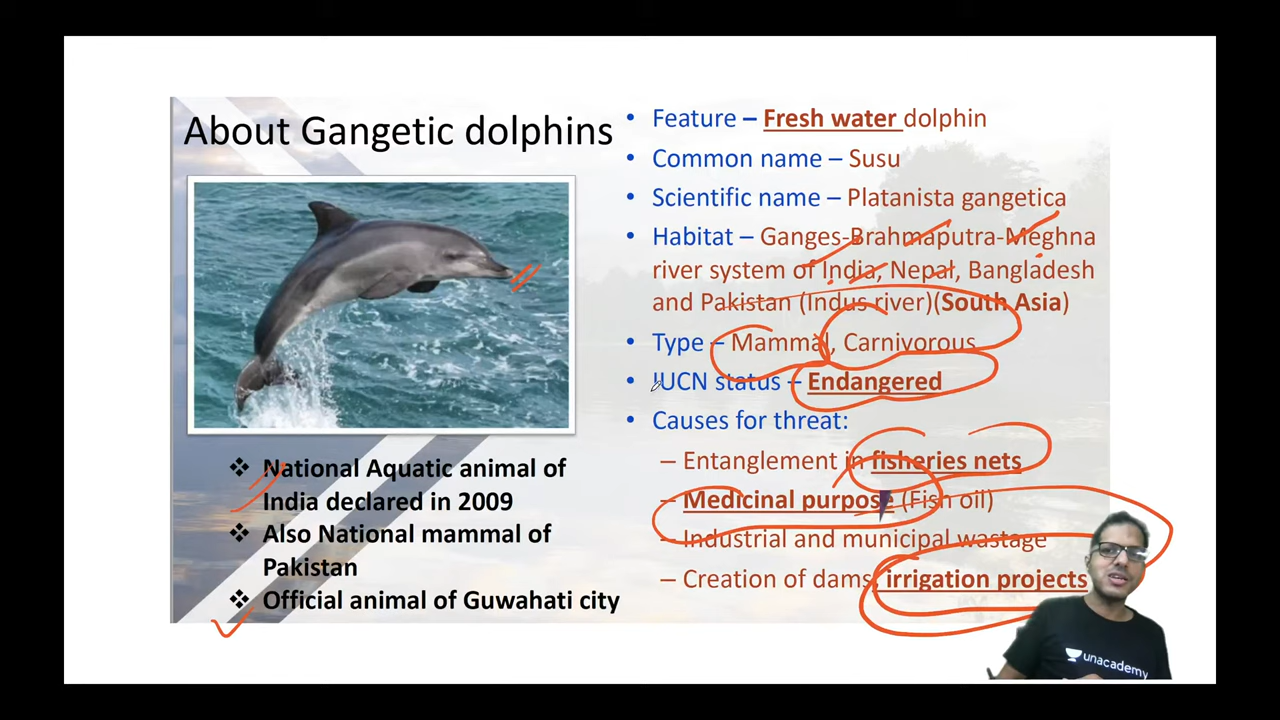 About Gangetic dolphins
National Aquatic animal of
India declared in 2009
Also National mammal of
Pakistan
Official animal of Guwahati city
• Feature – Fresh water dolphin
• Common name – Susu
• Scientific name – Platanista gangetica
• Habitat – Ganges-Brahmaputra-Meghna
river system of India, Nepal, Bangladesh
and Pakistan (Indus river)(South Asia)
• Type – Mammal, Carnivorous
• IUCN status – Endangered
• Causes for threat:
– Entanglement in fisheries nets
– Medicinal purpose (Fish oil)
– Industrial and municipal wastage
– Creation of dams, irrigation projects
unacademy